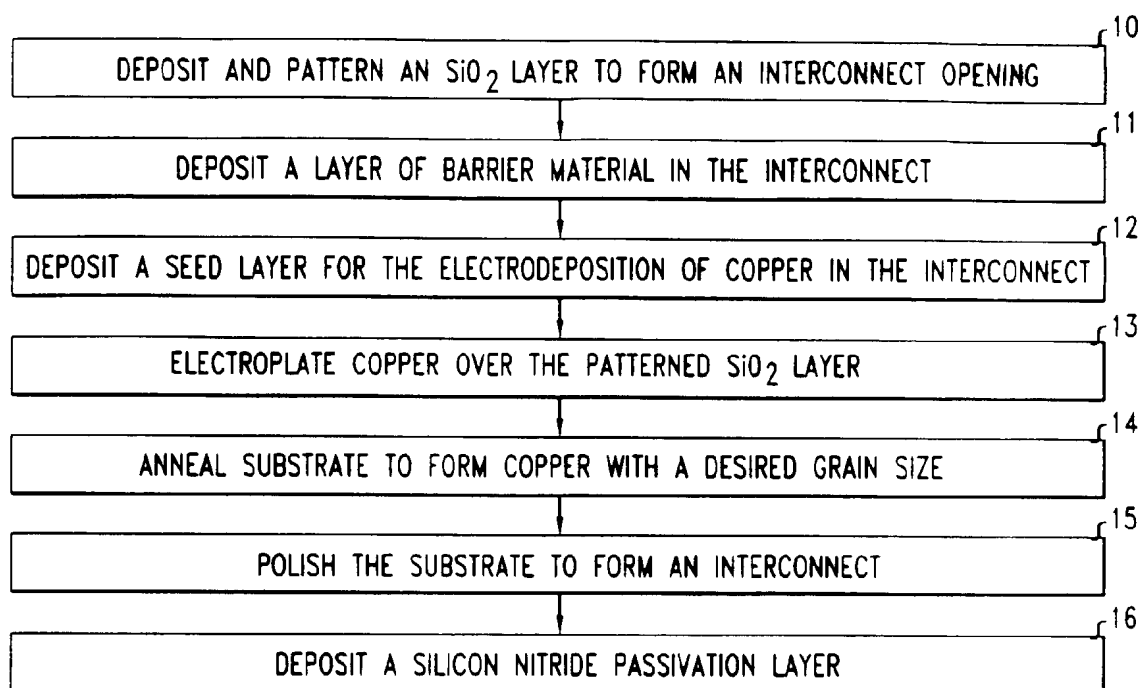 10
DEPOSIT AND PATTERN AN SiO2 LAYER TO FORM AN INTERCONNECT OPENING
11
DEPOSIT A LAYER OF BARRIER MATERIAL IN THE INTERCONNECT
12
DEPOSIT A SEED LAYER FOR THE ELECTRODEPOSITION OF COPPER IN THE INTERCONNECT
13
ELECTROPLATE COPPER OVER THE PATTERNED SiO2 LAYER
14
ANNEAL SUBSTRATE TO FORM COPPER WITH A DESIRED GRAIN SIZE
15
POLISH THE SUBSTRATE TO FORM AN INTERCONNECT
16
DEPOSIT A SILICON NITRIDE PASSIVATION LAYER